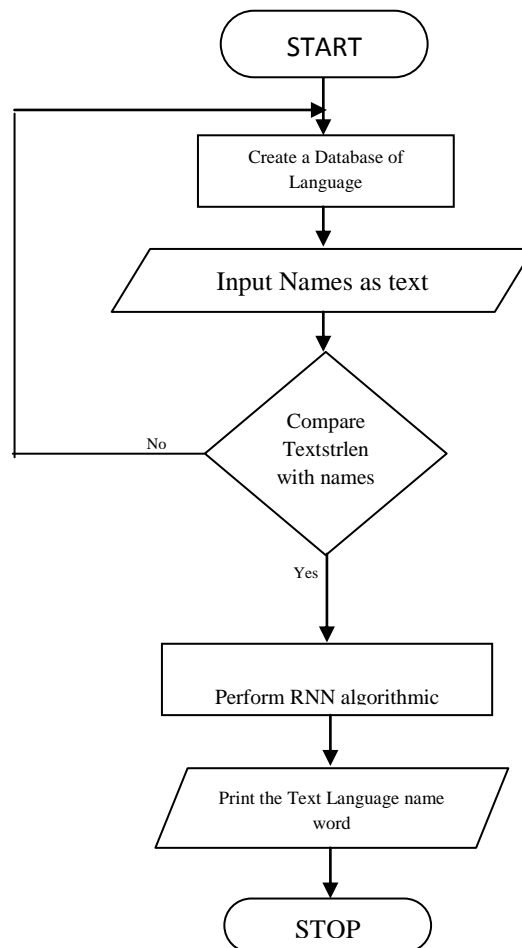 START
Create a Database of
Language
Input Names as text
Compare
Textstrlen
with names
No
Yes
Perform RNN algorithmic
Print the Text Language name
word
STOP